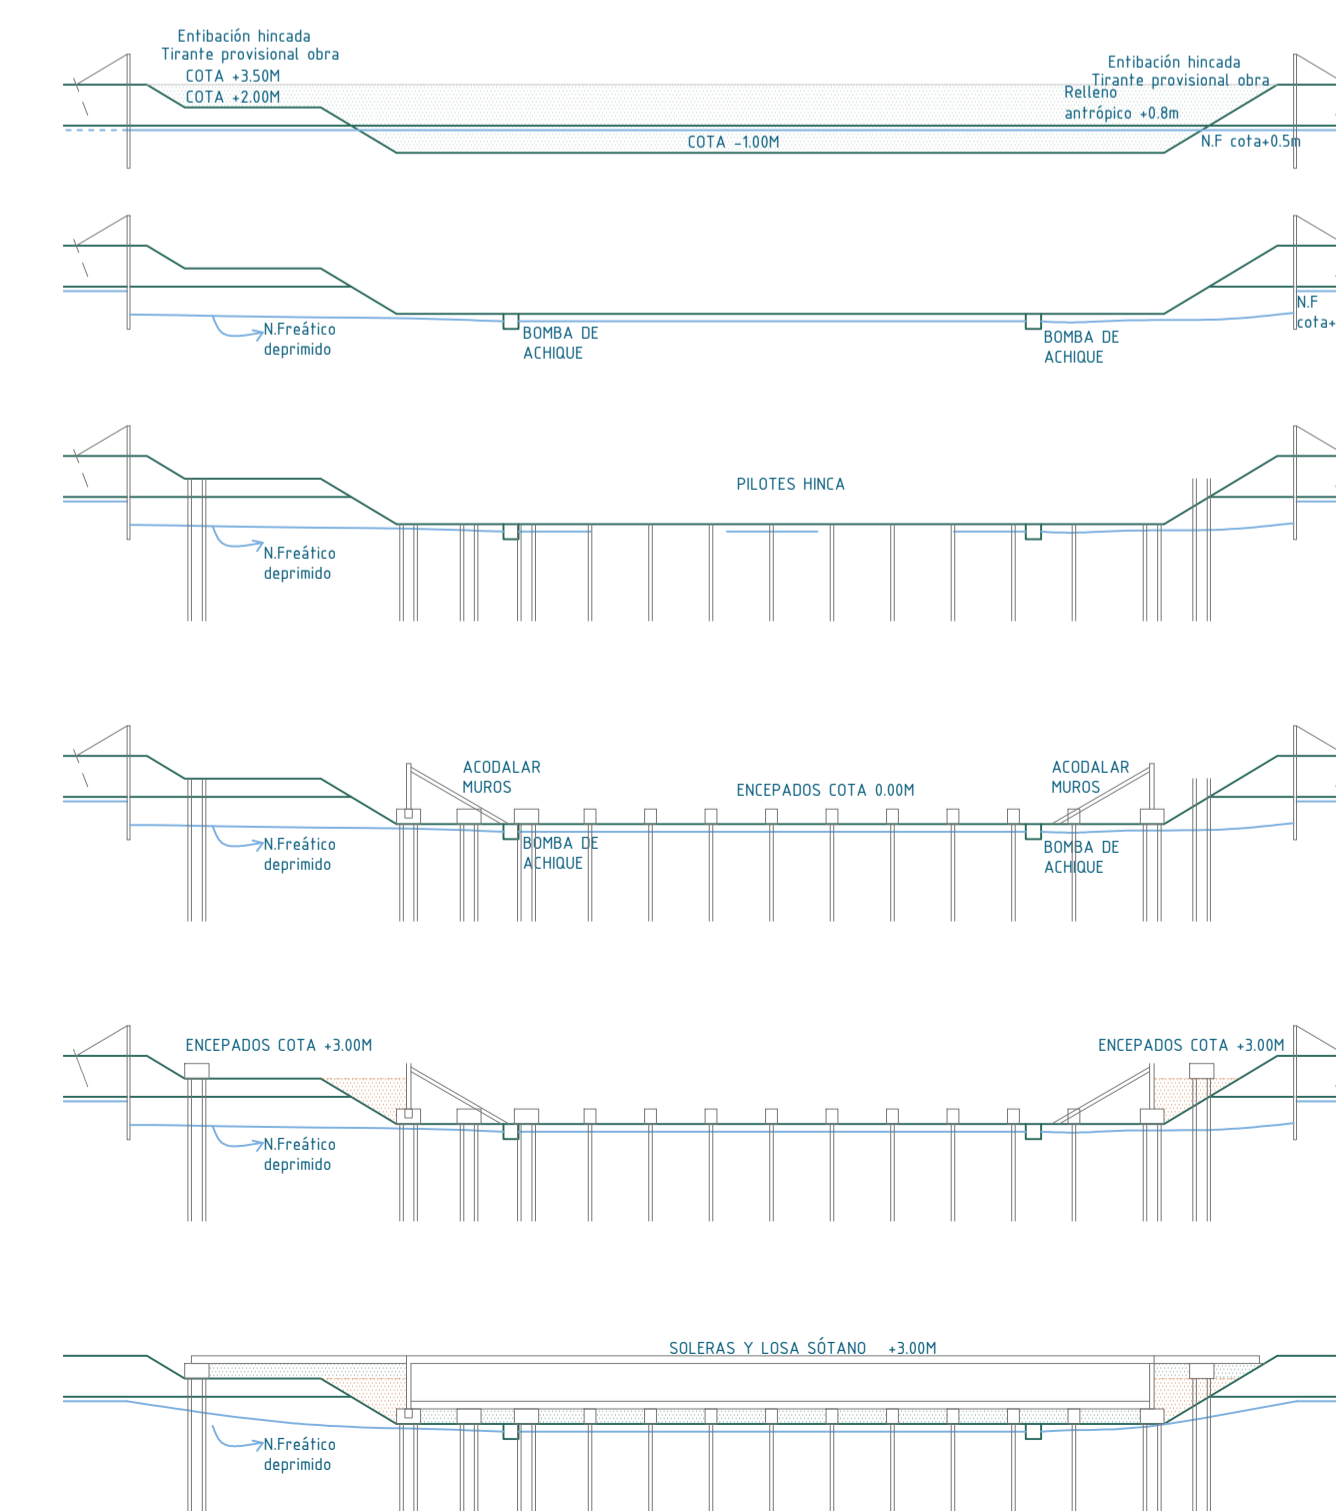 Entibación hincada
Tirante provisional obra
COTA +3.50M
COTA +2.00M
Entibación hincada
Tirante provisional obra
Relleno
antrópico +0.8m
COTA -1.00M
N.F cota+0.5m
N.Freático
deprimido
BOMBA DE
ACHIQUE
BOMBA DE
ACHIQUE
N.F
cota+
PILOTES HINCA
N.Freático
deprimido
ACODALAR
MUROS
ENCEPADOS COTA 0.00M
ACODALAR
MUROS
N.Freático
deprimido
BOMBA DE
ACHIQUE
BOMBA DE
ACHIQUE
ENCEPADOS COTA +3.00M
ENCEPADOS COTA +3.00M
N.Freático
deprimido
SOLERAS Y LOSA SÓTANO +3.00M
N.Freático
deprimido